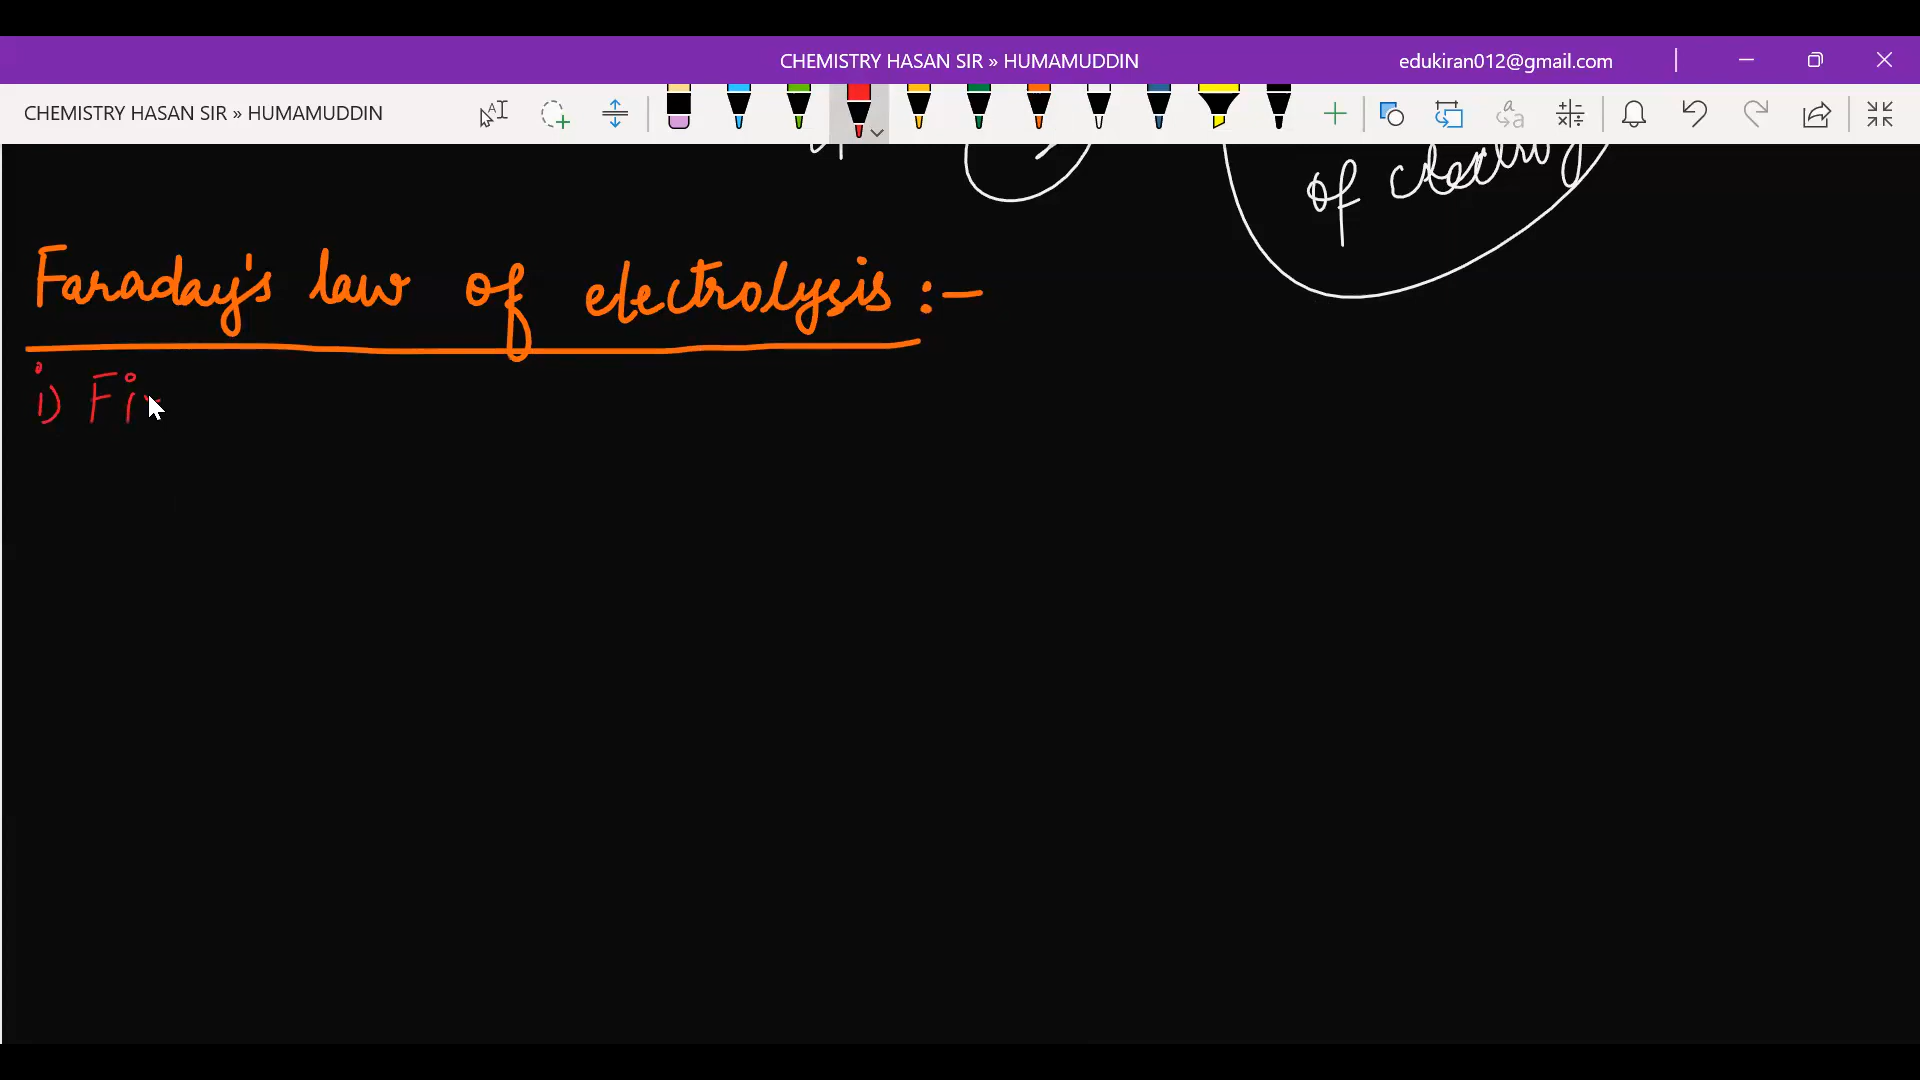 CHEMISTRY HASAN SIR » HUMAMUDDIN
edukiran012@gmail.com
CHEMISTRY HASAN SIR » HUMAMUDDIN
of
Faraday's law of electrolysis :-
i) Fi